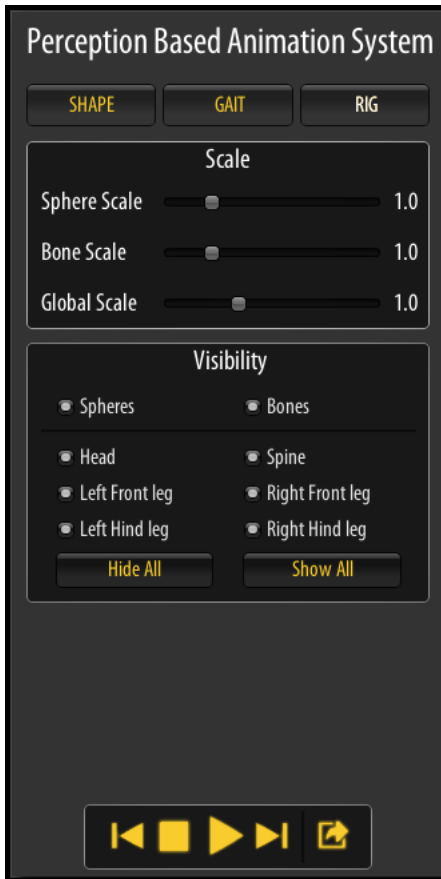 Perception Based Animation System
SHAPE GAIT RIG
Scale
Sphere Scale 1.0
Bone Scale 1.0
Global Scale 1.0
Visibility
Spheres Bones
Head Spine
Left Front leg Right Front leg
Left Hind leg Right Hind leg
Hide All Show All